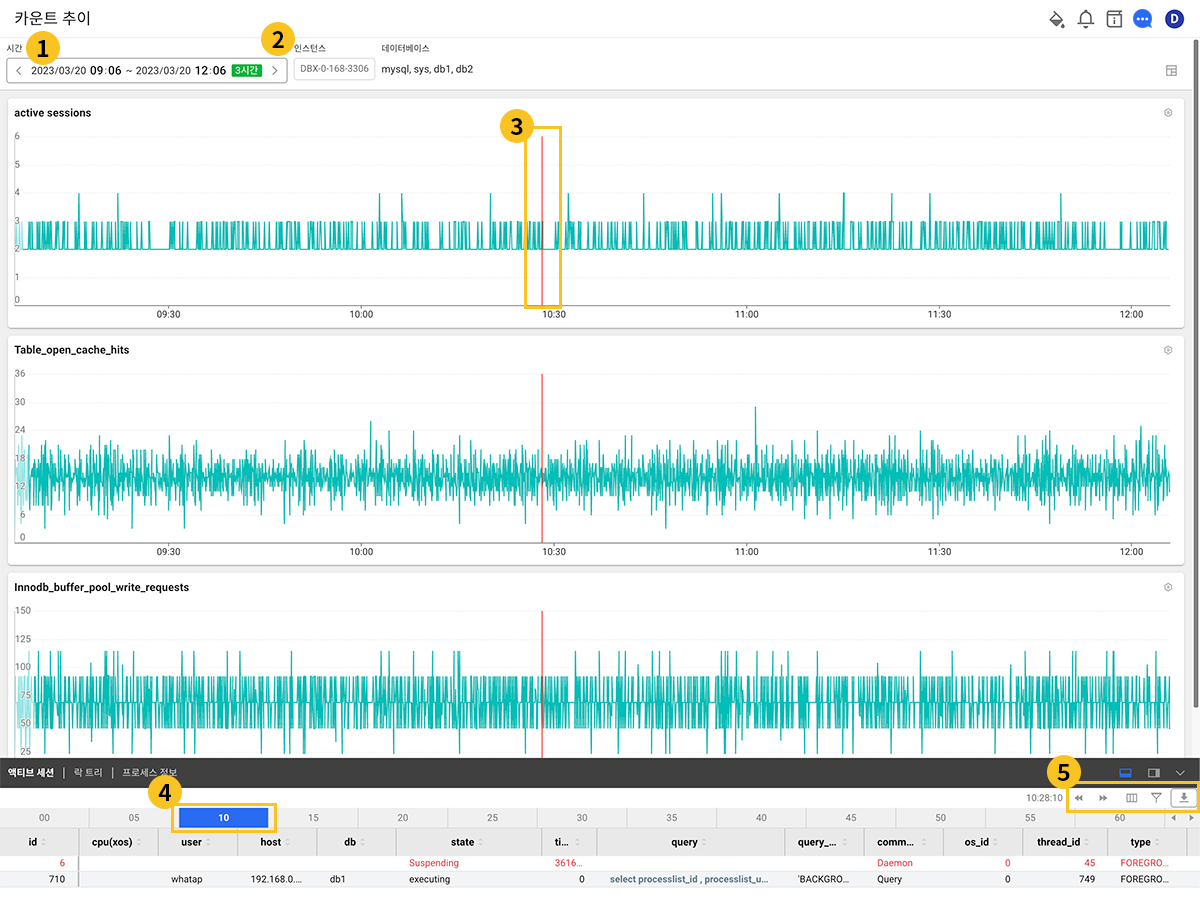 카운트 추이
D
시간
1
2
인스턴스
데이터베이스
2023/03/20 09:06 ~ 2023/03/20 12:06 3시간
DBX-0-168-3306
mysql, sys, db1, db2
active sessions
3
6
5
4
3
2
1
0
09:30 10:00 10:30 11:00 11:30 12:00
Table_open_cache_hits
36
30
24
18
12
6
0
09:30 10:00 10:30 11:00 11:30 12:00
Innodb_buffer_pool_write_requests
150
125
100
75
50
25
액티브 세션 | 락 트리 | 프로세스 정보
4
5
10:28:10
00 05 10 15 20 25 30 35 40 45 50 55 60
id cpu(xos) user host db state ti... query query_... comm... os_id thread_id type
6 Suspending 3616... Daemon 0 45 FOREGRO...
710 whatap 192.168.0.... db1 executing 0 select processlist_id , processlist_u... 'BACKGRO... Query 0 749 FOREGRO...